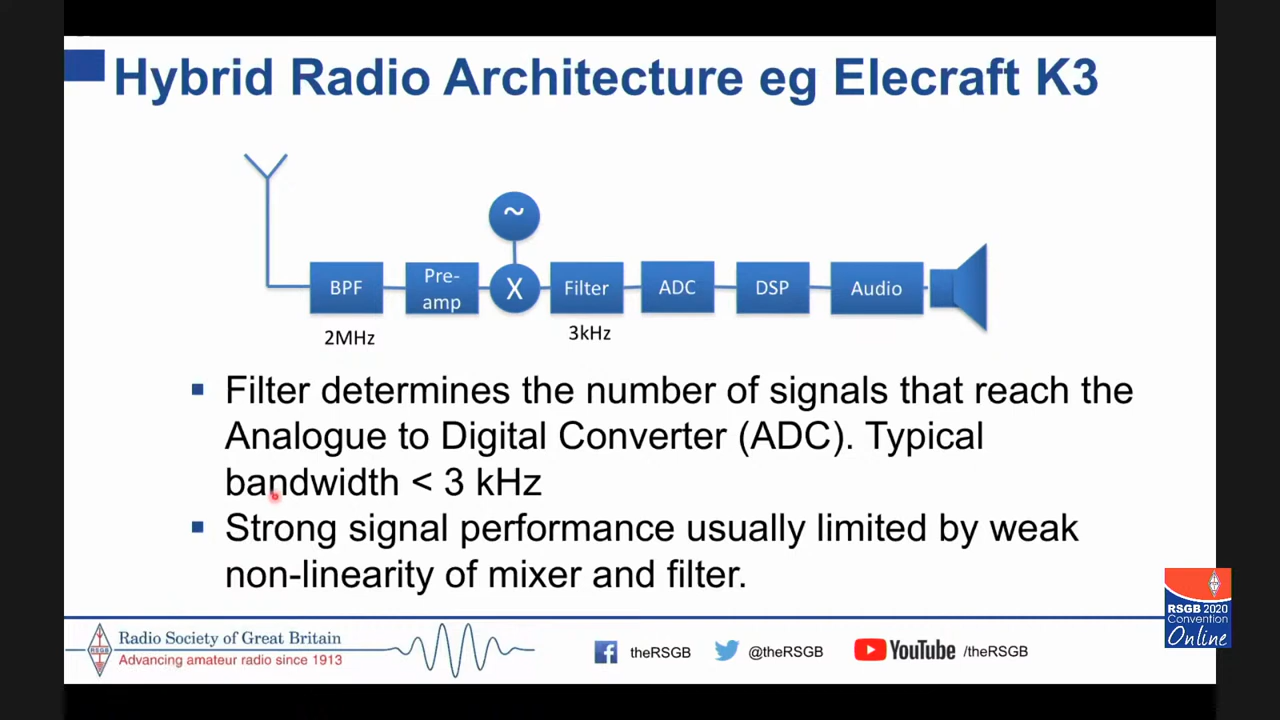 Hybrid Radio Architecture eg Elecraft K3
~
BPF
Pre-
amp
X
Filter
ADC
DSP
Audio
2MHz
3kHz
Filter determines the number of signals that reach the
Analogue to Digital Converter (ADC). Typical
bandwidth < 3 kHz
Strong signal performance usually limited by weak
non-linearity of mixer and filter.
RSGB 2020
Convention
Online
RSGB
Radio Society of Great Britain
Advancing amateur radio since 1913
theRSGB
@theRSGB
YouTube /theRSGB